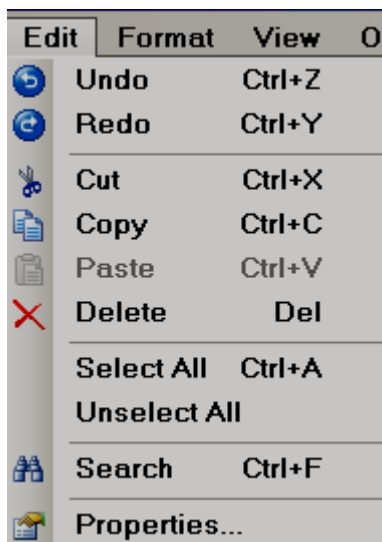 Edit Format View O
Undo Ctrl+Z
Redo Ctrl+Y
Cut Ctrl+X
Copy Ctrl+C
Paste Ctrl+V
Delete Del
Select All Ctrl+A
Unselect All
Search Ctrl+F
Properties...